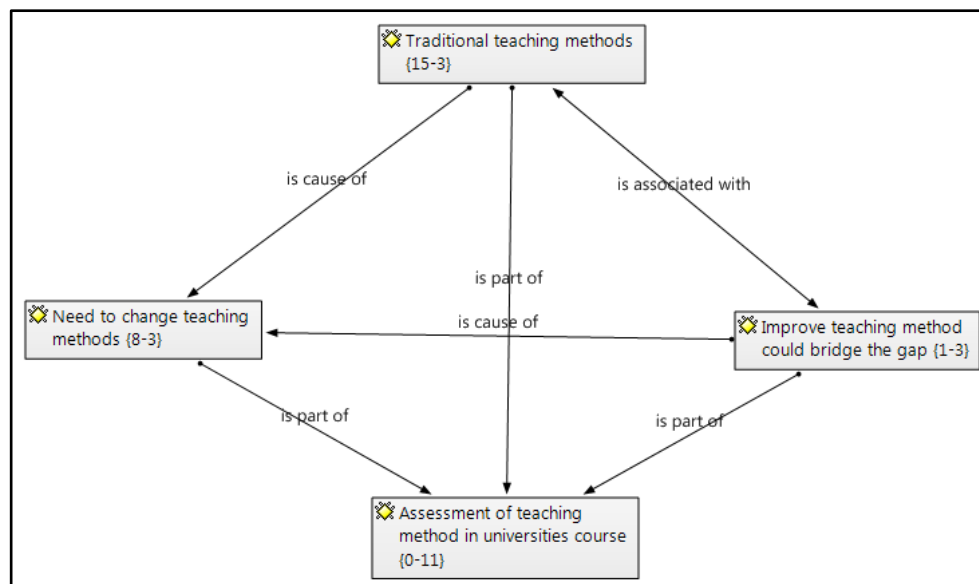 Traditional teaching methods
{15-3}
is cause of
is associated with
is part of
Need to change teaching
methods {8-3}
is cause of
Improve teaching method
could bridge the gap {1-3}
is part of
is part of
Assessment of teaching
method in universities course
{0-11}